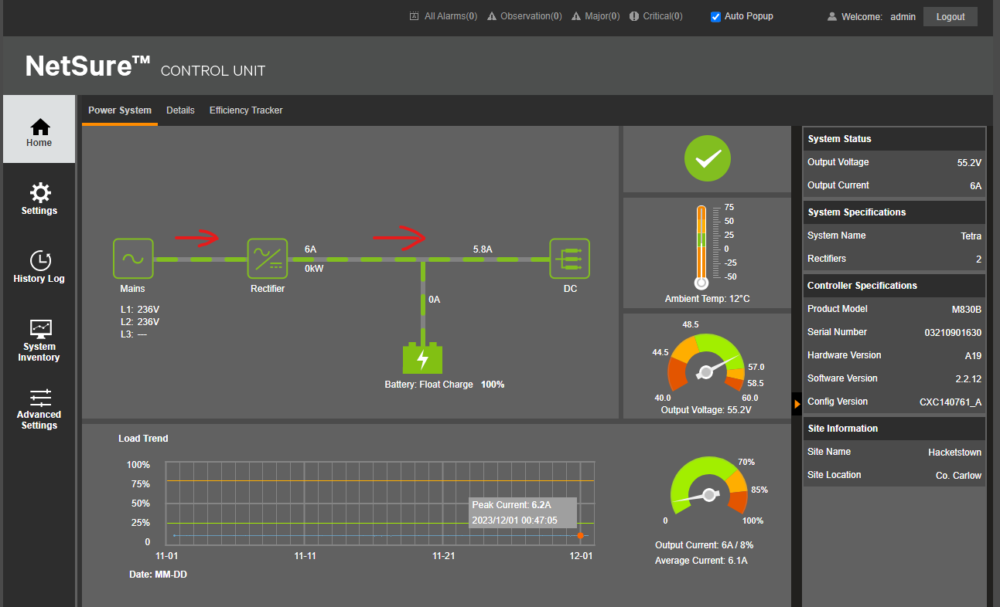 All Alarms(0) Observation(0) Major(0) Critical(0) Auto Popup Welcome: admin Logout
NetSure™ CONTROL UNIT
Home
Settings
History Log
System
Inventory
Advanced
Settings
Power System Details Efficiency Tracker
6A
0kW
5.8A
Mains
Rectifier
DC
L1: 236V
L2: 236V
L3: ---
0A
Battery: Float Charge 100%
75
50
25
0
-25
-50
Ambient Temp: 12°C
48.5
44.5
57.0
58.5
40.0
60.0
Output Voltage: 55.2V
Load Trend
100%
75%
50%
25%
0
Peak Current: 6.2A
2023/12/01 00:47:05
11-01 11-11 11-21 12-01
Date: MM-DD
70%
85%
0
100%
Output Current: 6A / 8%
Average Current: 6.1A
System Status
Output Voltage 55.2V
Output Current 6A
System Specifications
System Name Tetra
Rectifiers 2
Controller Specifications
Product Model M830B
Serial Number 03210901630
Hardware Version A19
Software Version 2.2.12
Config Version CXC140761_A
Site Information
Site Name Hacketstown
Site Location Co. Carlow